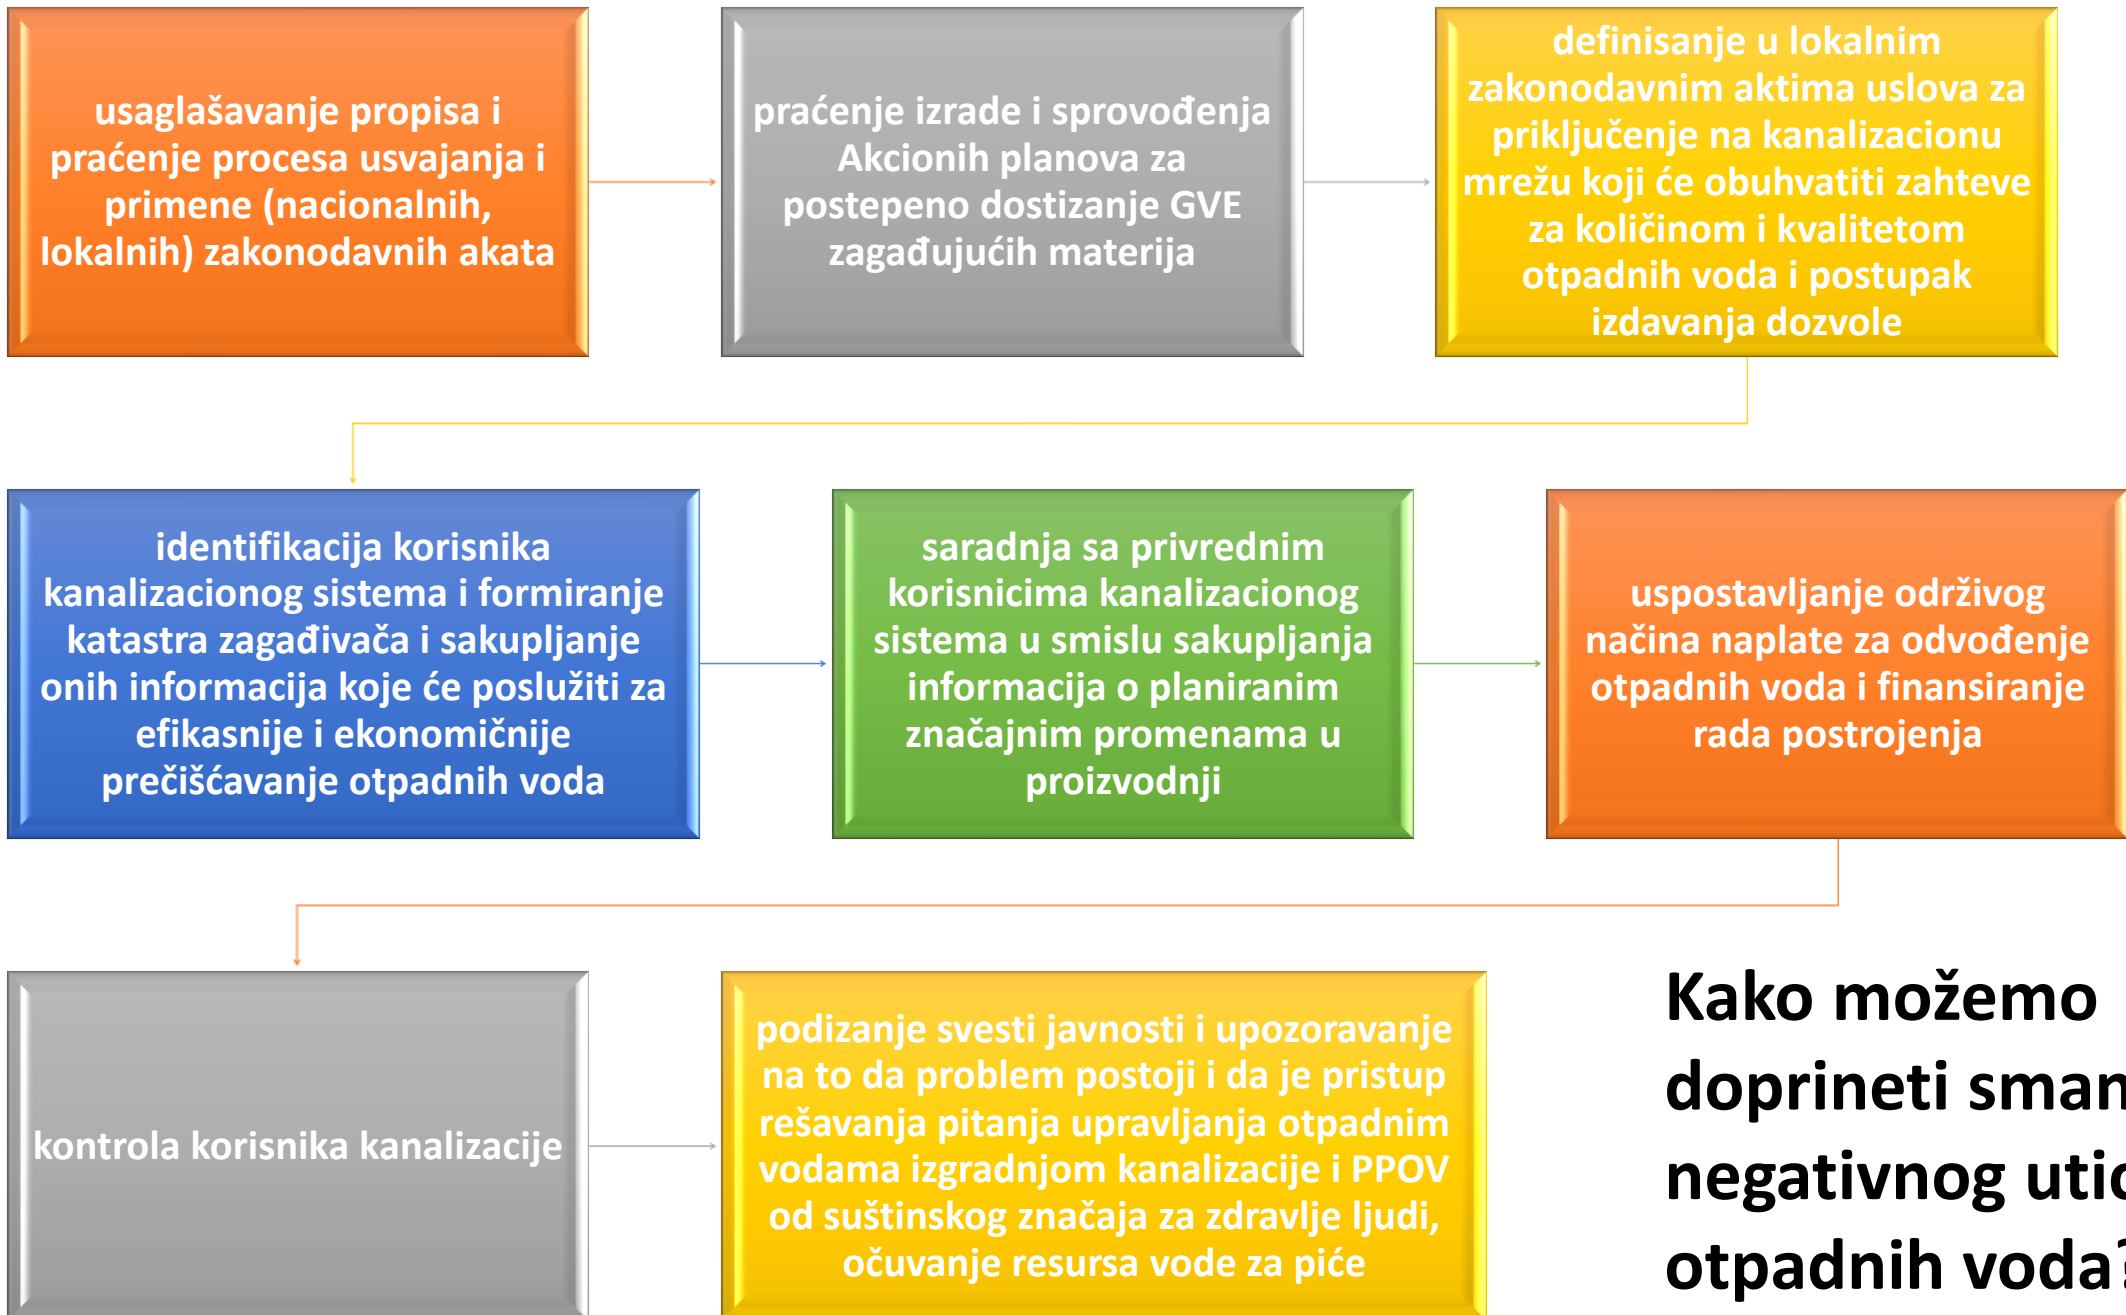 usaglašavanje propisa i
praćenje procesa usvajanja i
primene (nacionalnih,
lokalnih) zakonodavnih akata
praćenje izrade i sprovođenja
Akcionih planova za
postepeno dostizanje GVE
zagađujućih materija
definisanje u lokalnim
zakonodavnim aktima uslova za
priključenje na kanalizacionu
mrežu koji će obuhvatiti zahteve
za količinom i kvalitetom
otpadnih voda i postupak
izdavanja dozvole
identifikacija korisnika
kanalizacionog sistema i formiranje
katastra zagađivača i sakupljanje
onih informacija koje će poslužiti za
efikasnije i ekonomičnije
prečišćavanje otpadnih voda
saradnja sa privrednim
korisnicima kanalizacionog
sistema u smislu sakupljanja
informacija o planiranim
značajnim promenama u
proizvodnji
uspostavljanje održivog
načina naplate za odvođenje
otpadnih voda i finansiranje
rada postrojenja
kontrola korisnika kanalizacije
podizanje svesti javnosti i upozoravanje
na to da problem postoji i da je pristup
rešavanja pitanja upravljanja otpadnim
vodama izgradnjom kanalizacije i PPOV
od suštinskog značaja za zdravlje ljudi,
očuvanje resursa vode za piće
Kako možemo
doprineti
negativnog
otpadnih voda?